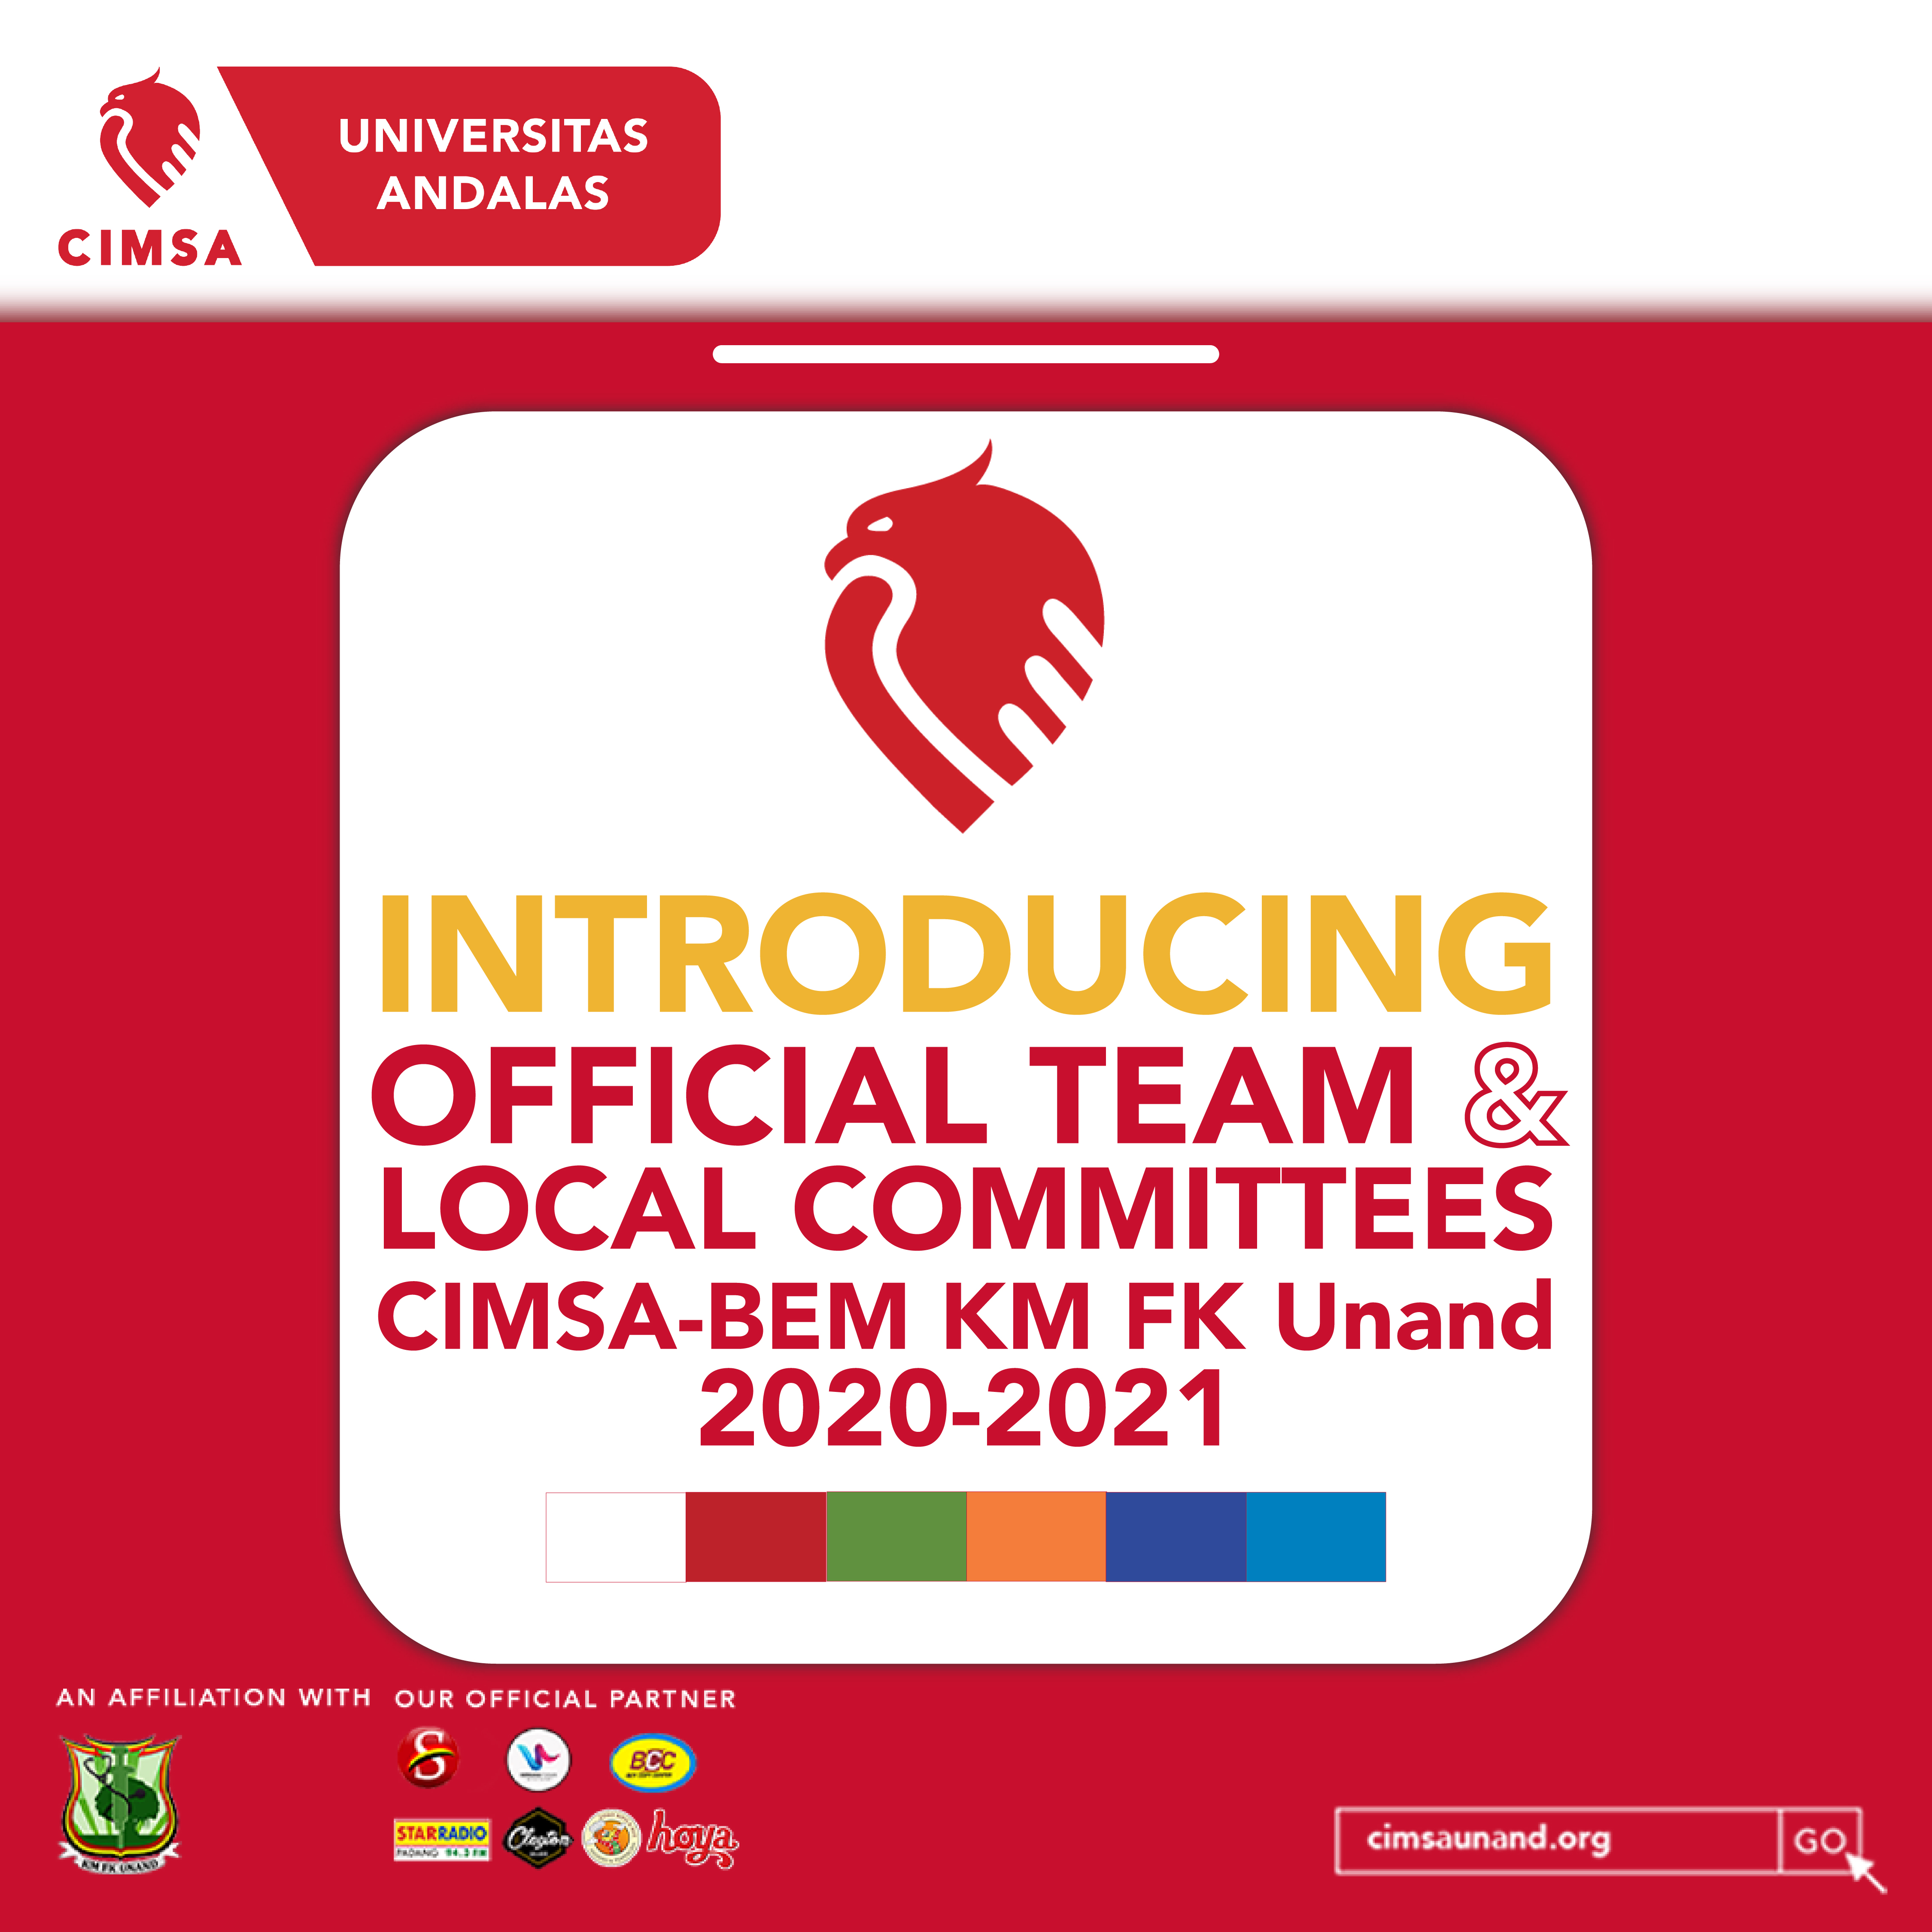 UNIVERSITAS
ANDALAS
CIMSA
INTRODUCING
OFFICIAL TEAM &
LOCAL COMMITTEES
CIMSA-BEM KM FK Unand
2020-2021
AN AFFILIATION WITH
OUR OFFICIAL PARTNER
S
BCC
STARRADIO
PADANG 94.3 FM
hoya
KM FK UNAND
cimsaunand.org
GO